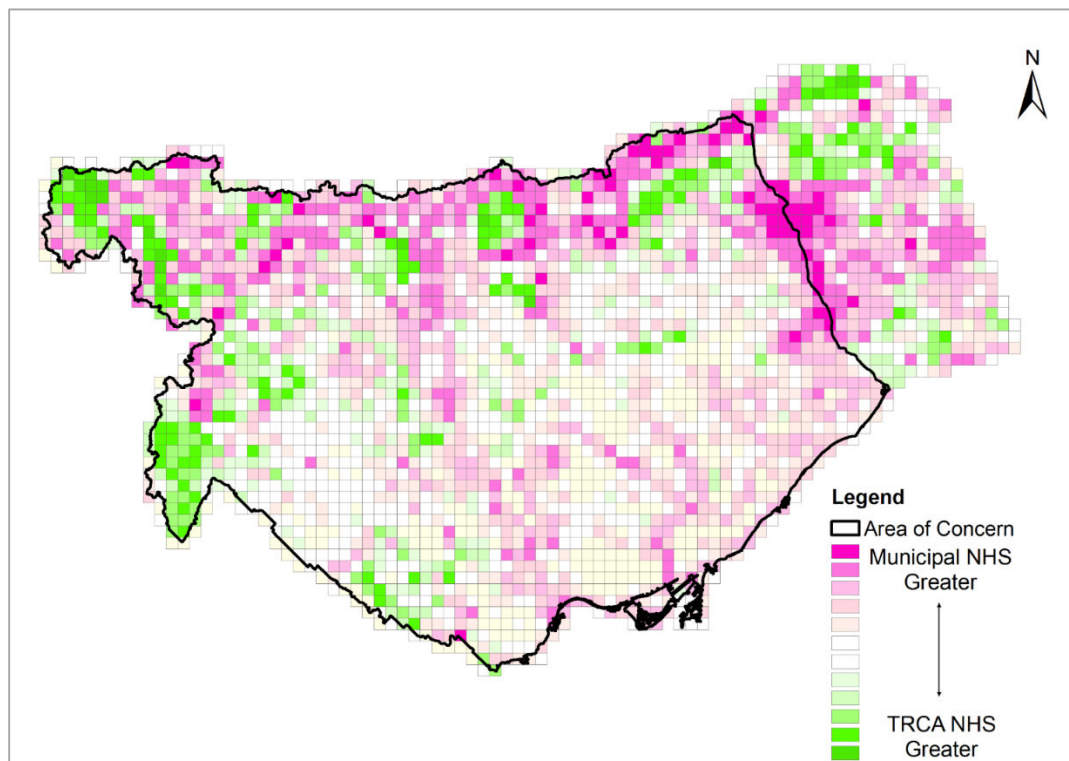 N
Legend
Area of Concern
Municipal NHS
Greater
TRCA NHS
Greater